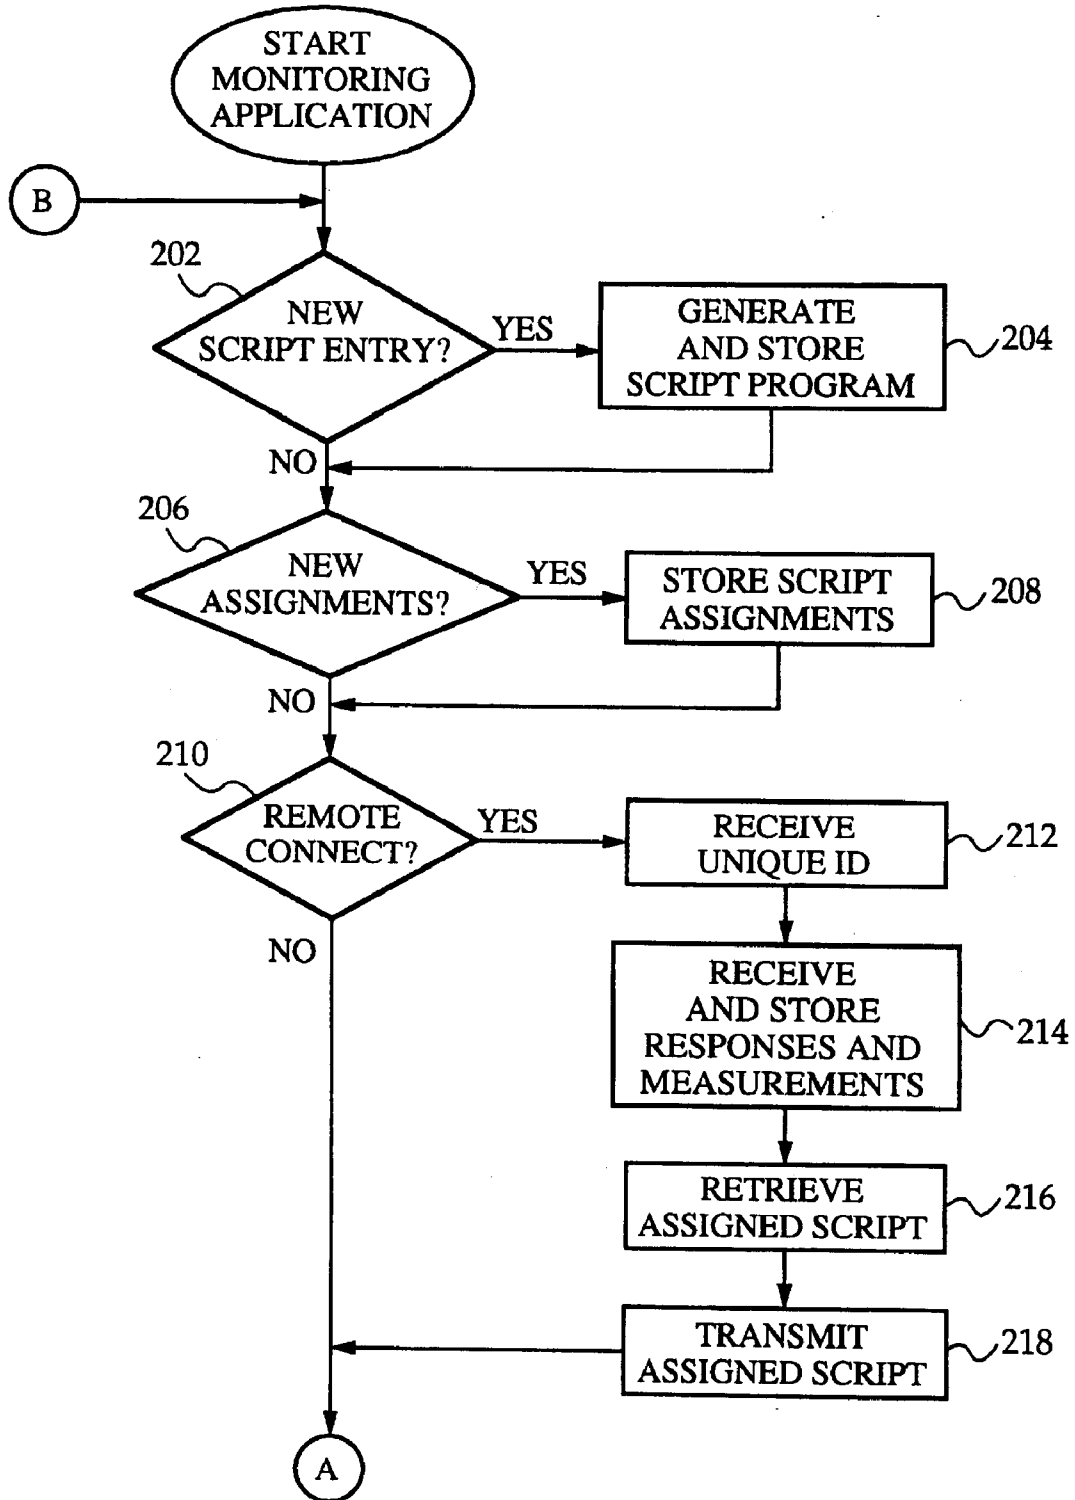 START
MONITORING
APPLICATION
B
202
NEW
SCRIPT ENTRY?
YES
GENERATE
AND STORE
SCRIPT PROGRAM
204
NO
206
NEW
ASSIGNMENTS?
YES
STORE SCRIPT
ASSIGNMENTS
208
NO
210
REMOTE
CONNECT?
YES
RECEIVE
UNIQUE ID
212
NO
RECEIVE
AND STORE
RESPONSES AND
MEASUREMENTS
214
RETRIEVE
ASSIGNED SCRIPT
216
TRANSMIT
ASSIGNED SCRIPT
218
A